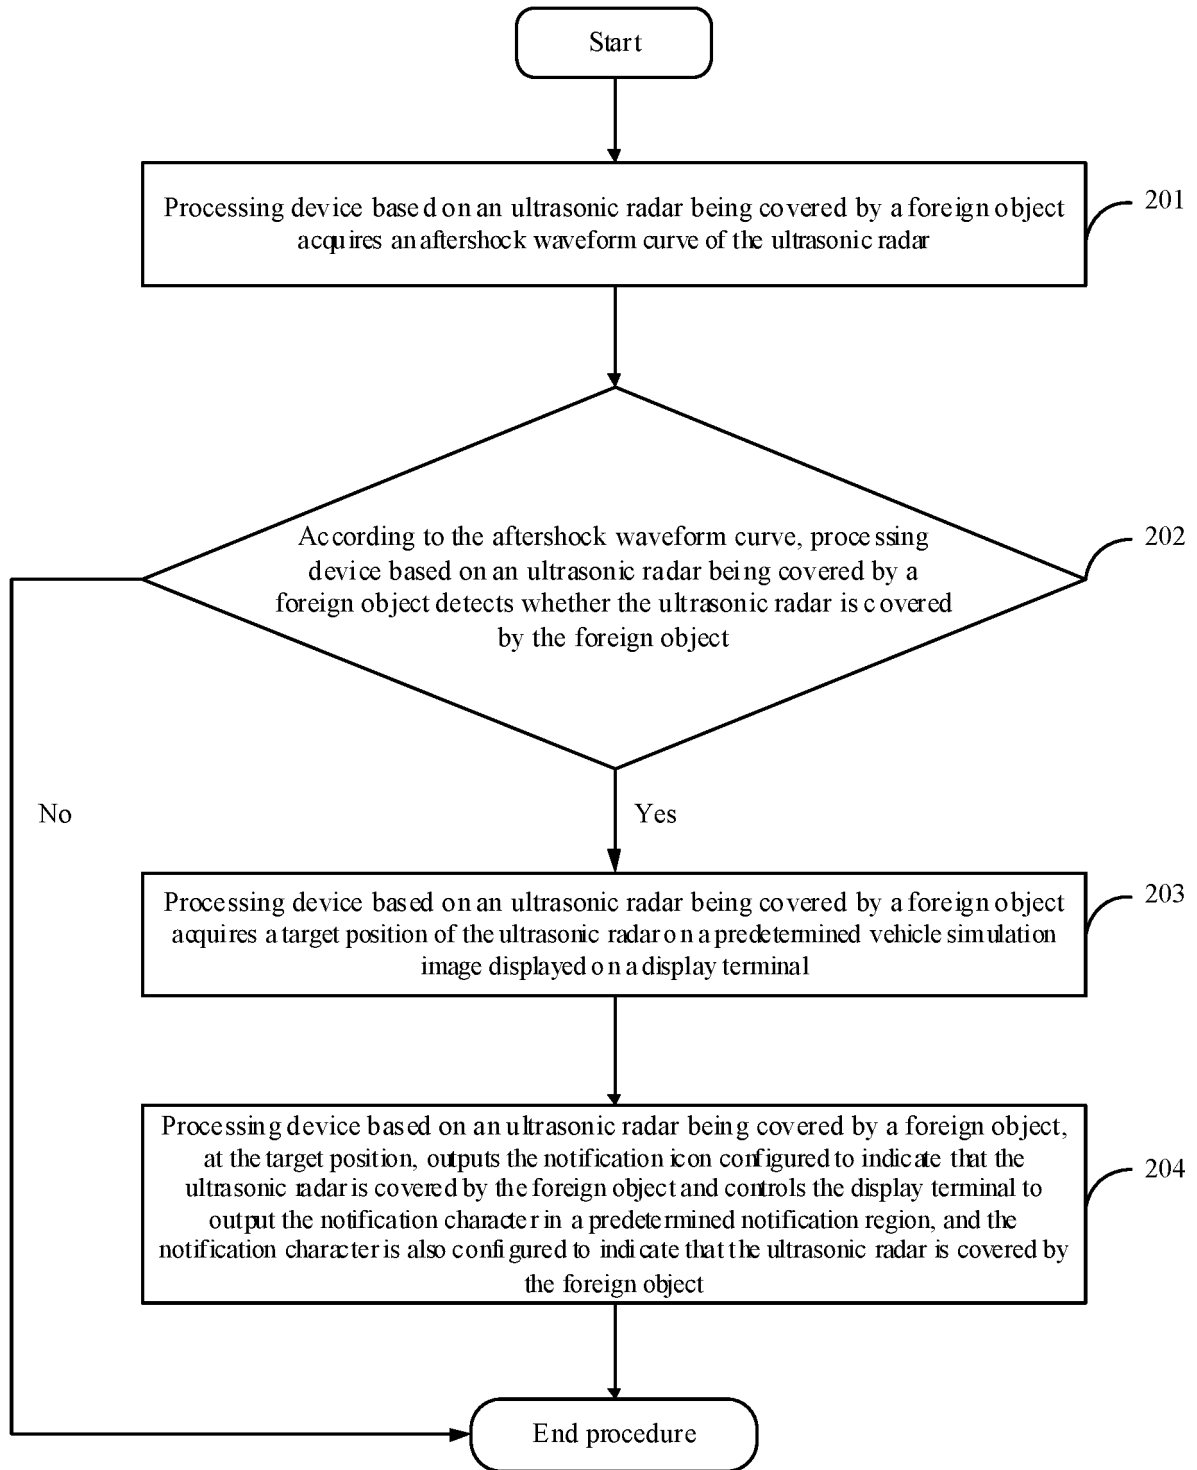 Start
Processing device based on an ultrasonic radar being covered by a foreign object
acquires an aftershock waveform curve of the ultrasonic radar
201
According to the aftershock waveform curve, processing
device based on an ultrasonic radar being covered by a
foreign object detects whether the ultrasonic radar is covered
by the foreign object
202
No
Yes
Processing device based on an ultrasonic radar being covered by a foreign object
acquires a target position of the ultrasonic radar on a predetermined vehicle simulation
image displayed on a display terminal
203
Processing device based on an ultrasonic radar being covered by a foreign object,
at the target position, outputs the notification icon configured to indicate that the
ultrasonic radar is covered by the foreign object and controls the display terminal to
output the notification character in a predetermined notification region, and the
notification character is also configured to indicate that the ultrasonic radar is covered by
the foreign object
204
End procedure